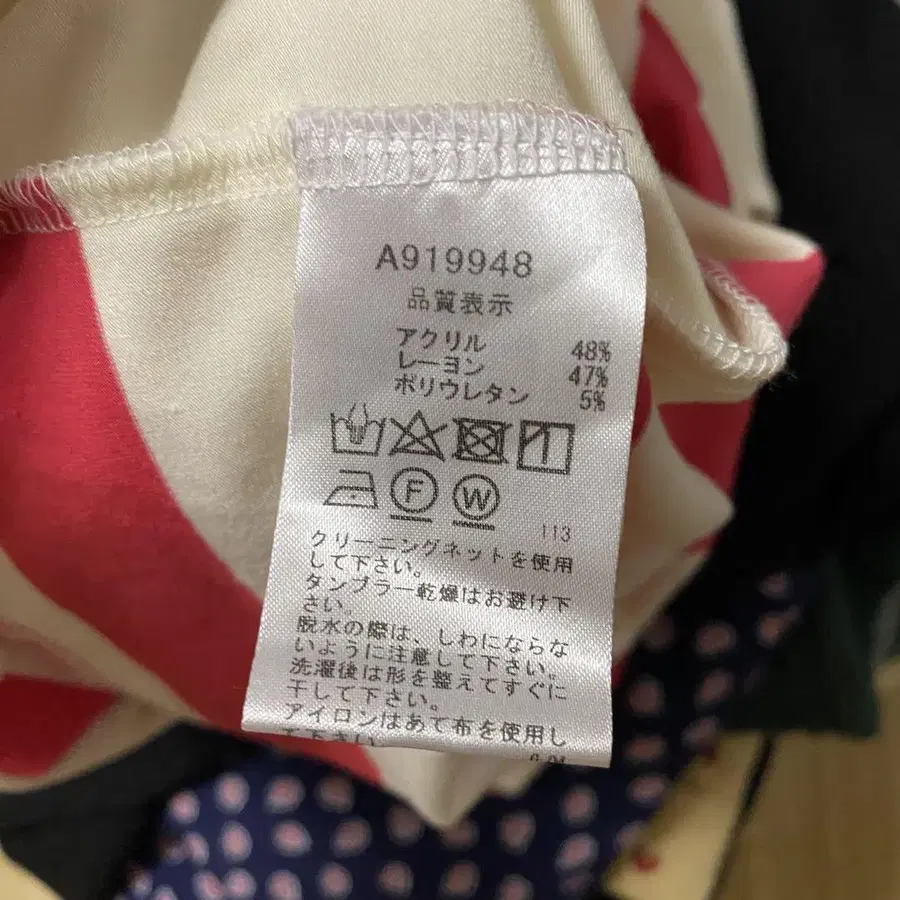 A919948
品質表示
アクリル 48%
レーヨン 47%
ポリウレタン 5%
F W
113
クリーニングネットを使用
して下さい。
タンブラー乾燥はお避け下
さい。
脱水の際は、しわにならな
いように注意して下さい。
洗濯後は形を整えてすぐに
干して下さい。
アイロンはあて布を使用し
て下さい。